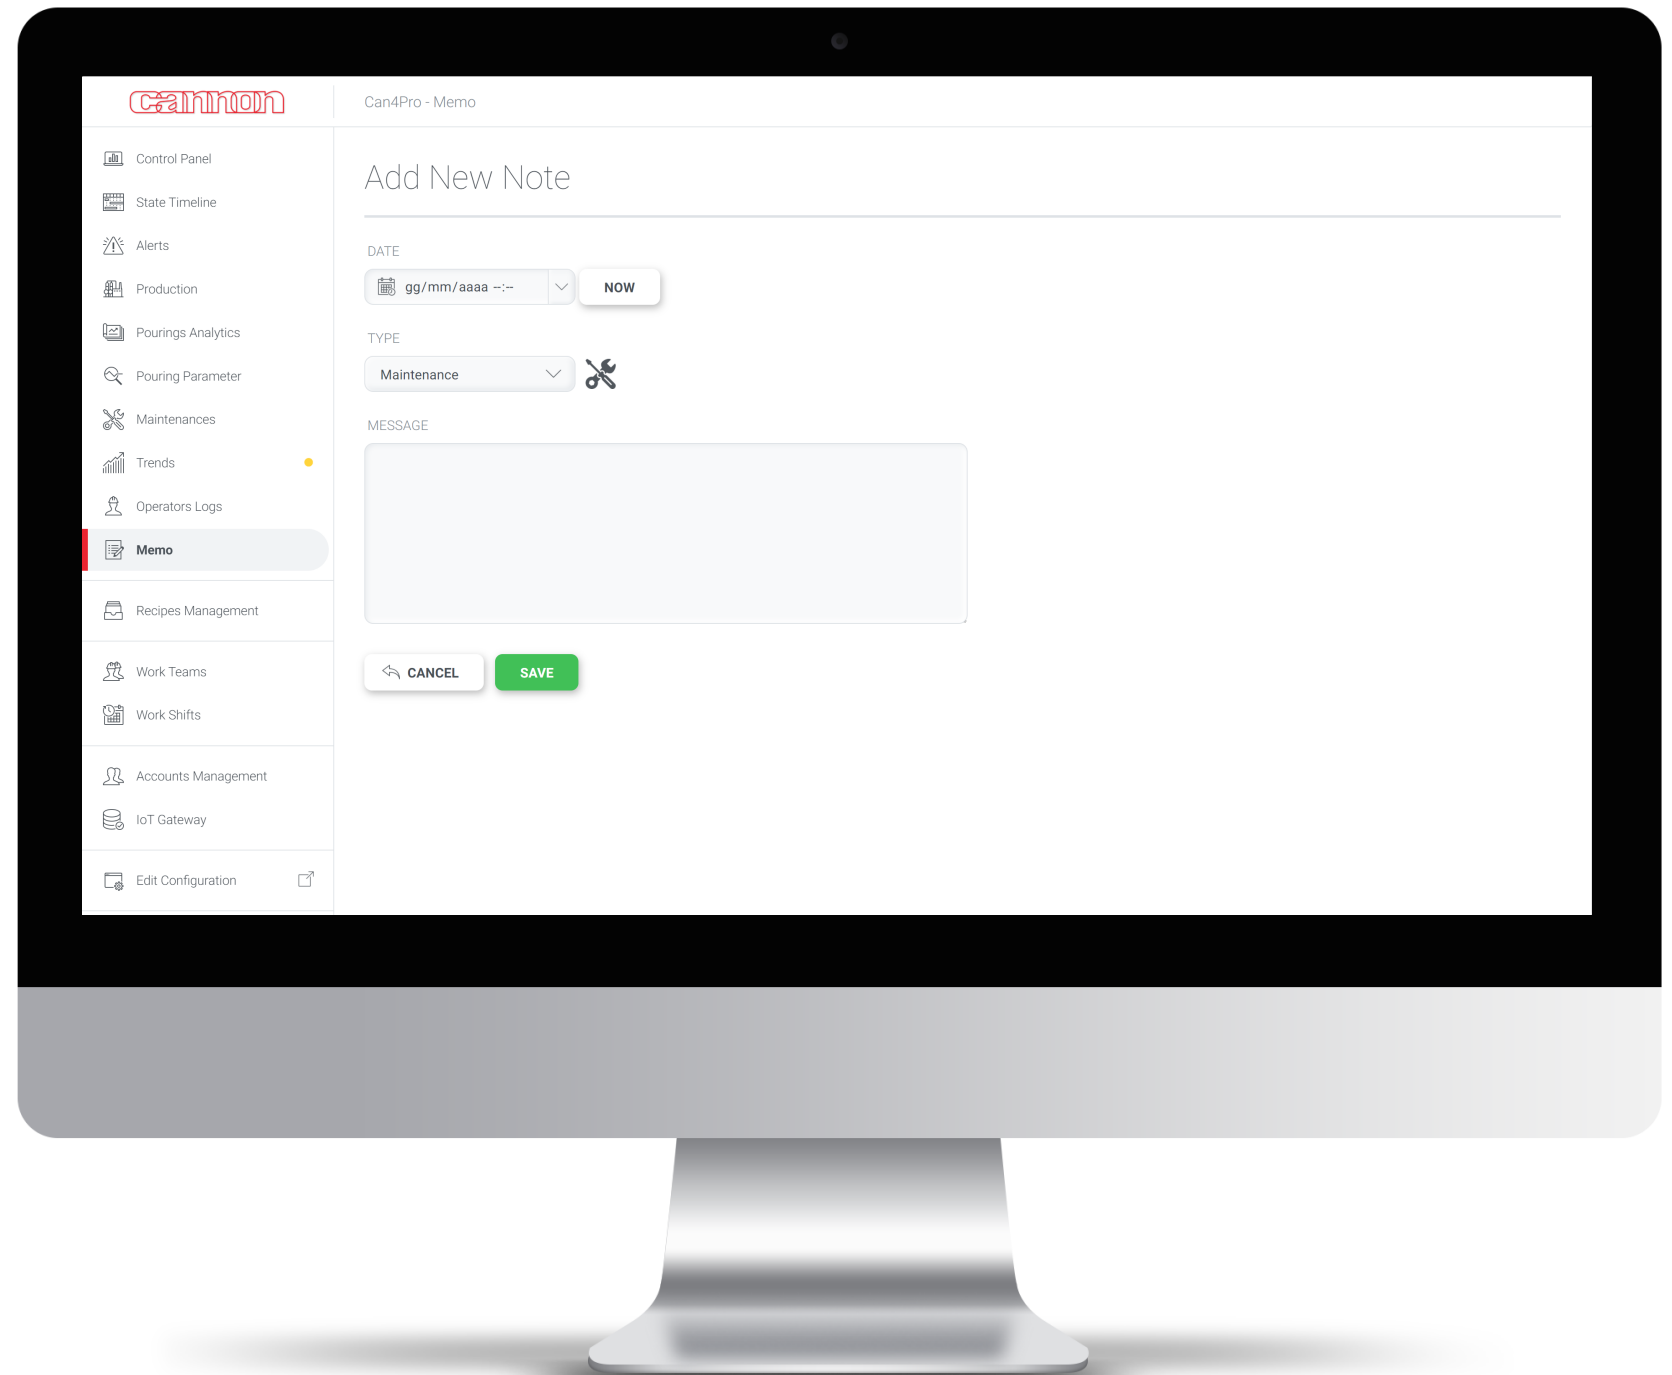 cannon
Can4Pro - Memo
Control Panel
State Timeline
Alerts
Production
Pourings Analytics
Pouring Parameter
Maintenances
Trends
Operators Logs
Memo
Recipes Management
Work Teams
Work Shifts
Accounts Management
IoT Gateway
Edit Configuration
Add New Note
DATE
gg/mm/aaaa --:--
NOW
TYPE
Maintenance
MESSAGE
CANCEL
SAVE